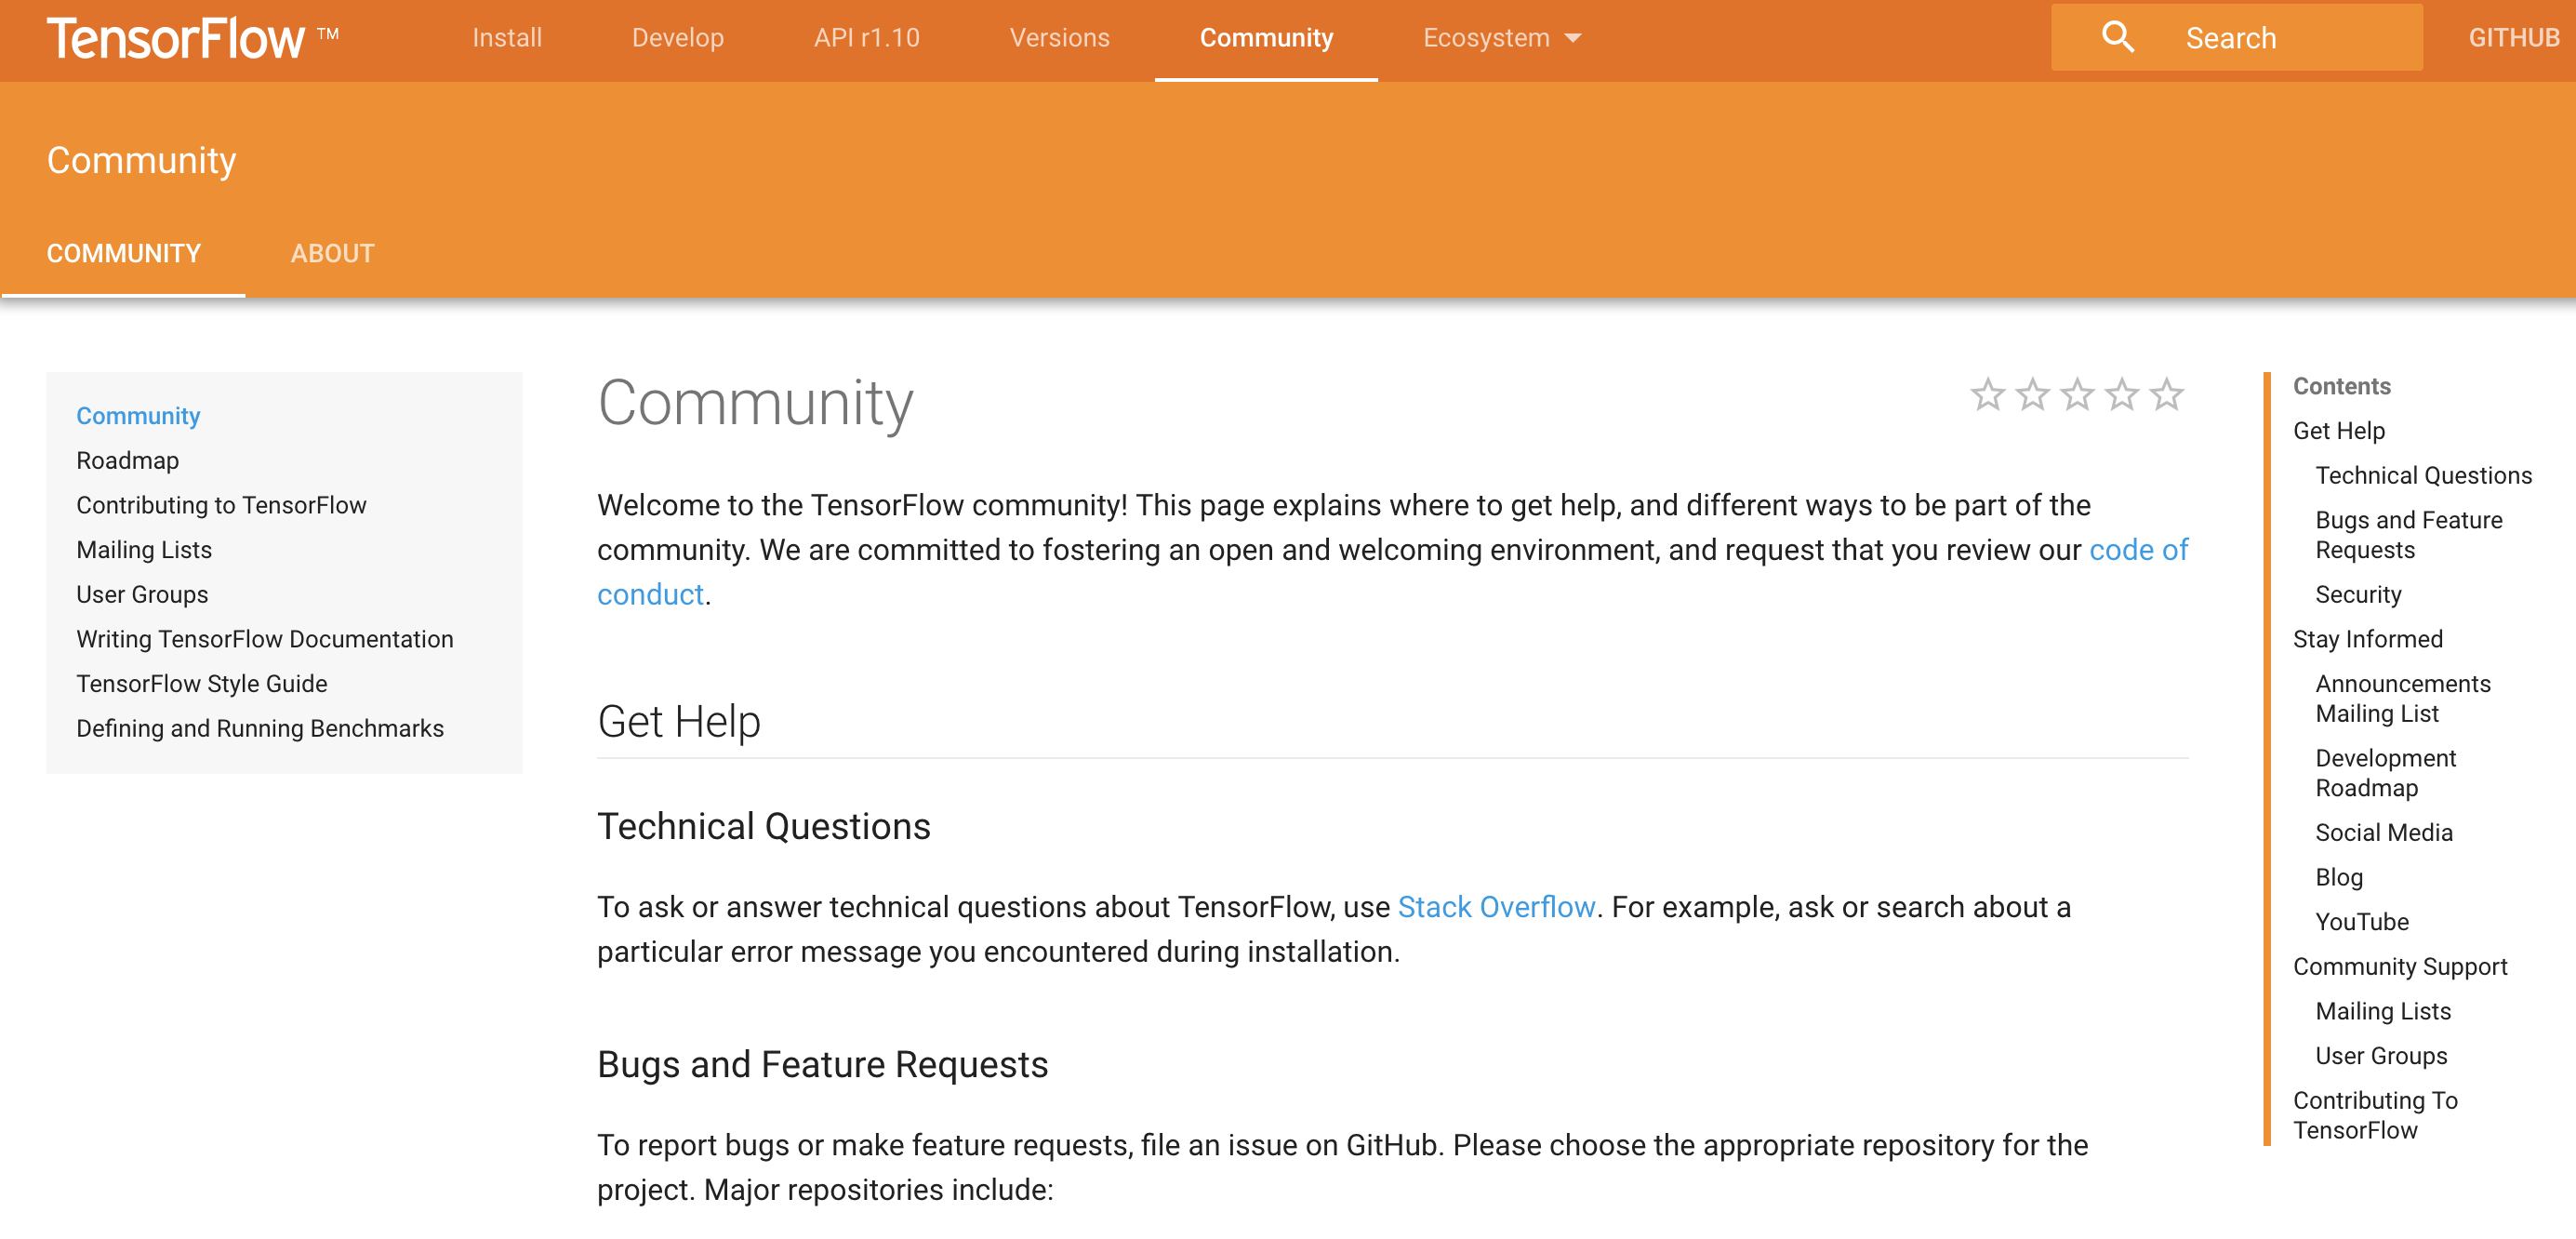 TensorFlow ™
Install
Develop
API r1.10
Versions
Community
Ecosystem
Search
GITHUB
Community
COMMUNITY
ABOUT
Community
Roadmap
Contributing to TensorFlow
Mailing Lists
User Groups
Writing TensorFlow Documentation
TensorFlow Style Guide
Defining and Running Benchmarks
Community
Welcome to the TensorFlow community! This page explains where to get help, and different ways to be part of the
community. We are committed to fostering an open and welcoming environment, and request that you review our code of
conduct.
Get Help
Technical Questions
To ask or answer technical questions about TensorFlow, use Stack Overflow. For example, ask or search about a
particular error message you encountered during installation.
Bugs and Feature Requests
To report bugs or make feature requests, file an issue on GitHub. Please choose the appropriate repository for the
project. Major repositories include:
Contents
Get Help
Technical Questions
Bugs and Feature
Requests
Security
Stay Informed
Announcements
Mailing List
Development
Roadmap
Social Media
Blog
YouTube
Community Support
Mailing Lists
User Groups
Contributing To
TensorFlow